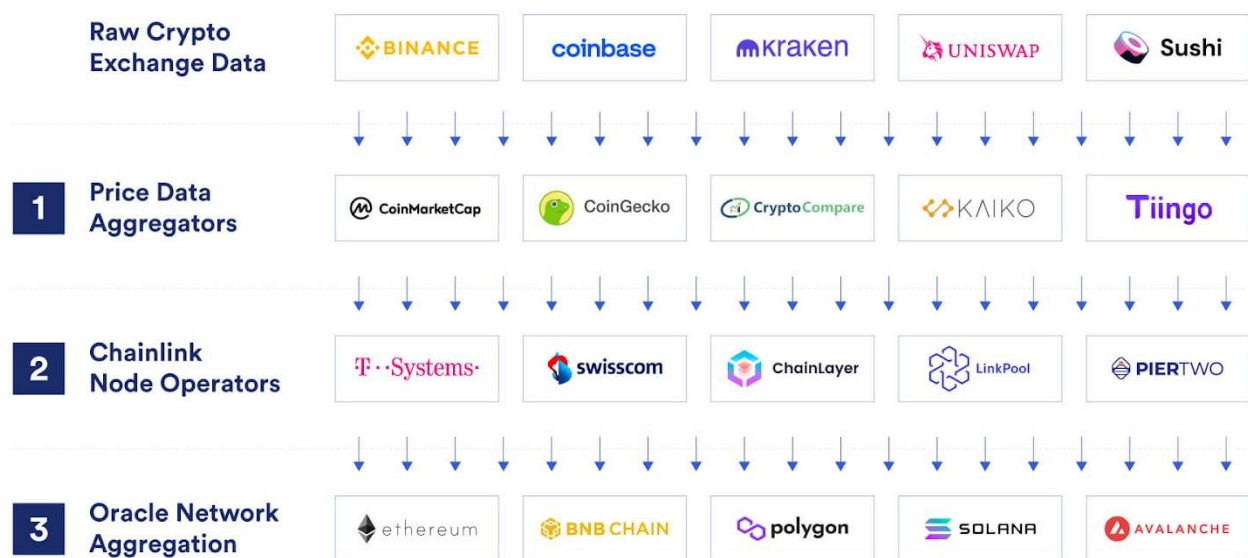 Raw Crypto
Exchange Data
BINANCE
coinbase
kraken
UNISWAP
Sushi
1
Price Data
Aggregators
CoinMarketCap
CoinGecko
CryptoCompare
KAIKO
Tiingo
2
Chainlink
Node Operators
T··Systems·
swisscom
ChainLayer
LinkPool
PIERTWO
3
Oracle Network
Aggregation
ethereum
BNB CHAIN
polygon
SOLANA
AVALANCHE